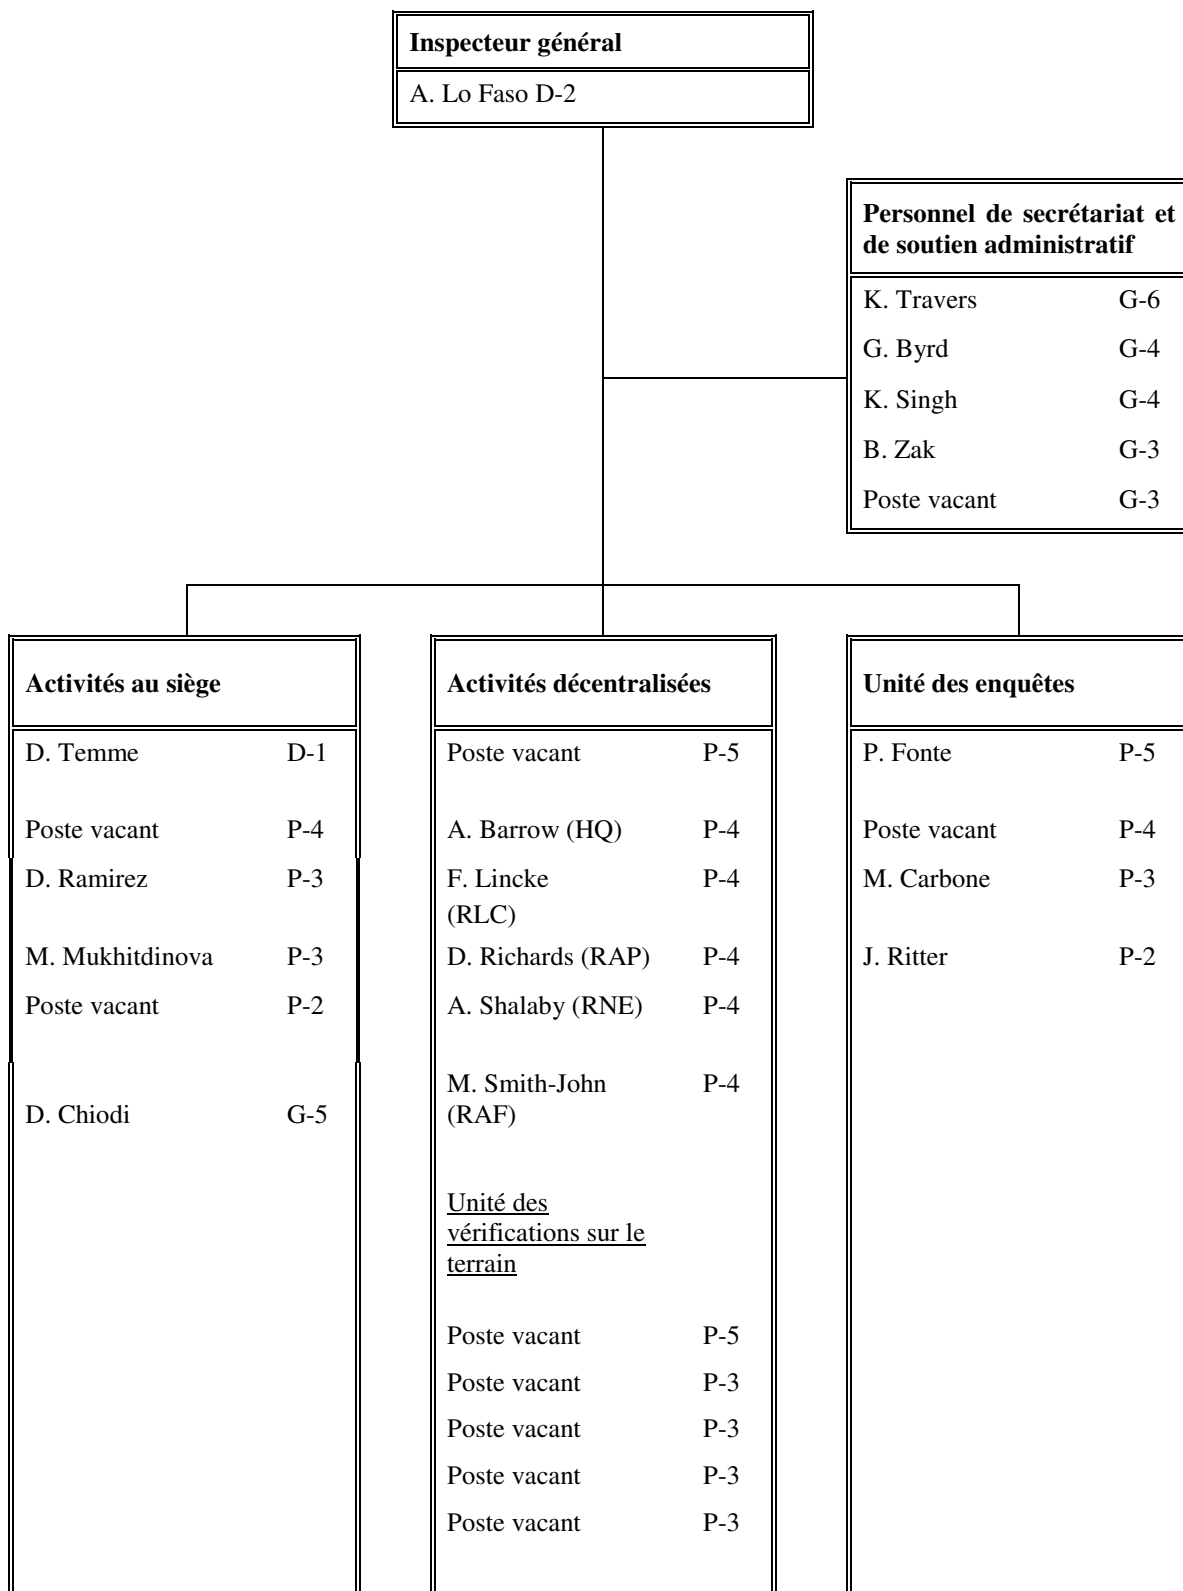 Inspecteur général
A. Lo Faso D-2
Personnel de secrétariat et
de soutien administratif
K. Travers G-6
G. Byrd G-4
K. Singh G-4
B. Zak G-3
Poste vacant G-3
Activités au siège
D. Temme D-1
Poste vacant P-4
D. Ramirez P-3
M. Mukhitdinova P-3
Poste vacant P-2
D. Chiodi G-5
Activités décentralisées
Poste vacant P-5
A. Barrow (HQ) P-4
F. Lincke P-4
(RLC)
D. Richards (RAP) P-4
A. Shalaby (RNE) P-4
M. Smith-John P-4
(RAF)
Unité des
vérifications sur le
terrain
Poste vacant P-5
Poste vacant P-3
Poste vacant P-3
Poste vacant P-3
Poste vacant P-3
Unité des enquêtes
P. Fonte P-5
Poste vacant P-4
M. Carbone P-3
J. Ritter P-2